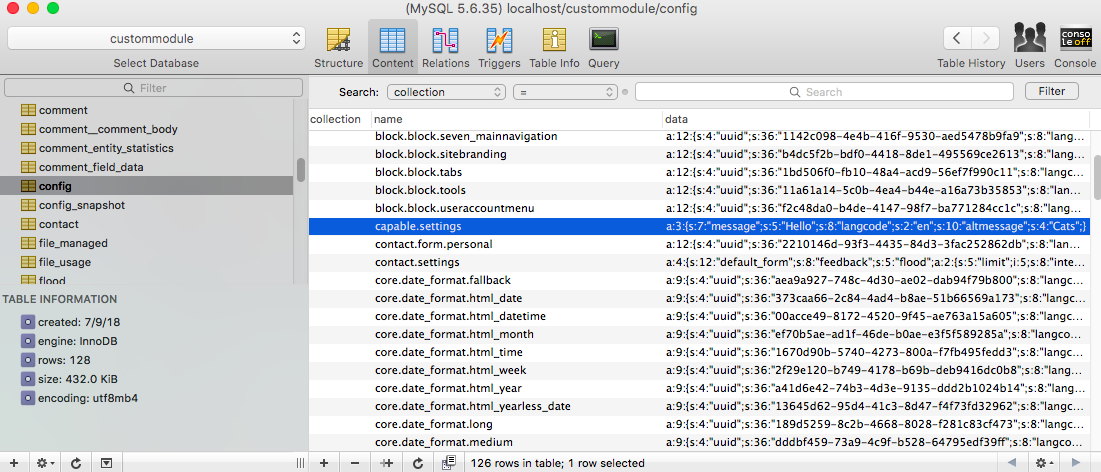 (MySQL 5.6.35) localhost/custommodule/config
custommodule
Select Database
Structure Content Relations Triggers Table Info Query
Table History Users Console
conso
le off
Filter
Search: collection = Search Filter
comment
comment__comment_body
comment_entity_statistics
comment_field_data
config
config_snapshot
contact
file_managed
file_usage
flood
TABLE INFORMATION
created: 7/9/18
engine: InnoDB
rows: 128
size: 432.0 KiB
encoding: utf8mb4
collection name data
block.block.seven_mainnavigation a:12:{s:4:"uuid";s:36:"1142c098-4e4b-416f-9530-aed5478b9fa9";s:8:"langc...
block.block.sitebranding a:12:{s:4:"uuid";s:36:"b4dc5f2b-bdf0-4418-8de1-495569ce2613";s:8:"langc...
block.block.tabs a:12:{s:4:"uuid";s:36:"1bd506f0-fb10-48a4-acd9-56ef7f990c11";s:8:"langco...
block.block.tools a:12:{s:4:"uuid";s:36:"11a61a14-5c0b-4ea4-b44e-a16a73b35853";s:8:"langc...
block.block.useraccountmenu a:12:{s:4:"uuid";s:36:"f2c48da0-b4de-4147-98f7-ba771284cc1c";s:8:"langc...
capable.settings a:3:{s:7:"message";s:5:"Hello";s:8:"langcode";s:2:"en";s:10:"altmessage";s:4:"Cats";}
contact.form.personal a:12:{s:4:"uuid";s:36:"2210146d-93f3-4435-84d3-3fac252862db";s:8:"langc...
contact.settings a:4:{s:12:"default_form";s:8:"feedback";s:5:"flood";a:2:{s:5:"limit";i:5;s:8:"inte...
core.date_format.fallback a:9:{s:4:"uuid";s:36:"aea9a927-748c-4d30-ae02-dab94f79b800";s:8:"langc...
core.date_format.html_date a:9:{s:4:"uuid";s:36:"373caa66-2c84-4ad4-b8ae-51b66569a173";s:8:"langc...
core.date_format.html_datetime a:9:{s:4:"uuid";s:36:"00acce49-8172-4520-9f45-ae763a15a605";s:8:"langc...
core.date_format.html_month a:9:{s:4:"uuid";s:36:"ef70b5ae-ad1f-46de-b0ae-e3f5f589285a";s:8:"langco...
core.date_format.html_time a:9:{s:4:"uuid";s:36:"1670d90b-5740-4273-800a-f7fb495fedd3";s:8:"langc...
core.date_format.html_week a:9:{s:4:"uuid";s:36:"2f29e120-b749-4178-b69b-deb9416dc0b8";s:8:"langc...
core.date_format.html_year a:9:{s:4:"uuid";s:36:"a41d6e42-74b3-4d3e-9135-ddd2b1024b14";s:8:"langc...
core.date_format.html_yearless_date a:9:{s:4:"uuid";s:36:"13645d62-95d4-41c3-8d47-f4f73fd32962";s:8:"langc...
core.date_format.long a:9:{s:4:"uuid";s:36:"189d5259-8c2b-4668-8028-f281c83cf473";s:8:"langc...
core.date_format.medium a:9:{s:4:"uuid";s:36:"dddbf459-73a9-4c9f-b528-64795edf39ff";s:8:"langco...
126 rows in table; 1 row selected